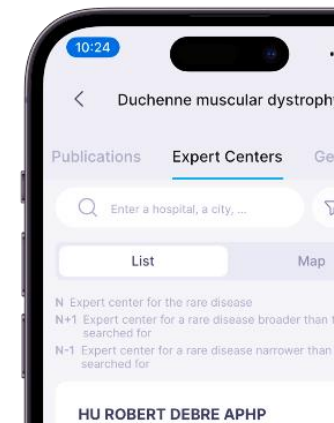 10:24
Duchenne muscular dystroph
Publications Expert Centers Ge
Enter a hospital, a city, ...
List Map
N Expert center for the rare disease
N+1 Expert center for a rare disease broader than
searched for
N-1 Expert center for a rare disease narrower than
searched for
HU ROBERT DEBRE APHP